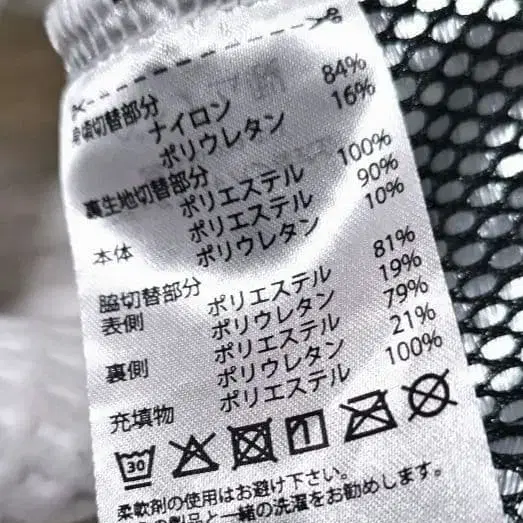 身頃切替部分
ナイロン 84%
ポリウレタン 16%
裏生地切替部分
ポリエステル 100%
本体 ポリエステル 90%
ポリウレタン 10%
脇切替部分
表側 ポリエステル 81%
ポリウレタン 19%
裏側 ポリエステル 79%
ポリウレタン 21%
充填物 ポリエステル 100%
30
柔軟剤の使用はお避け下さい。
の製品と一緒の洗濯をお勧めします。